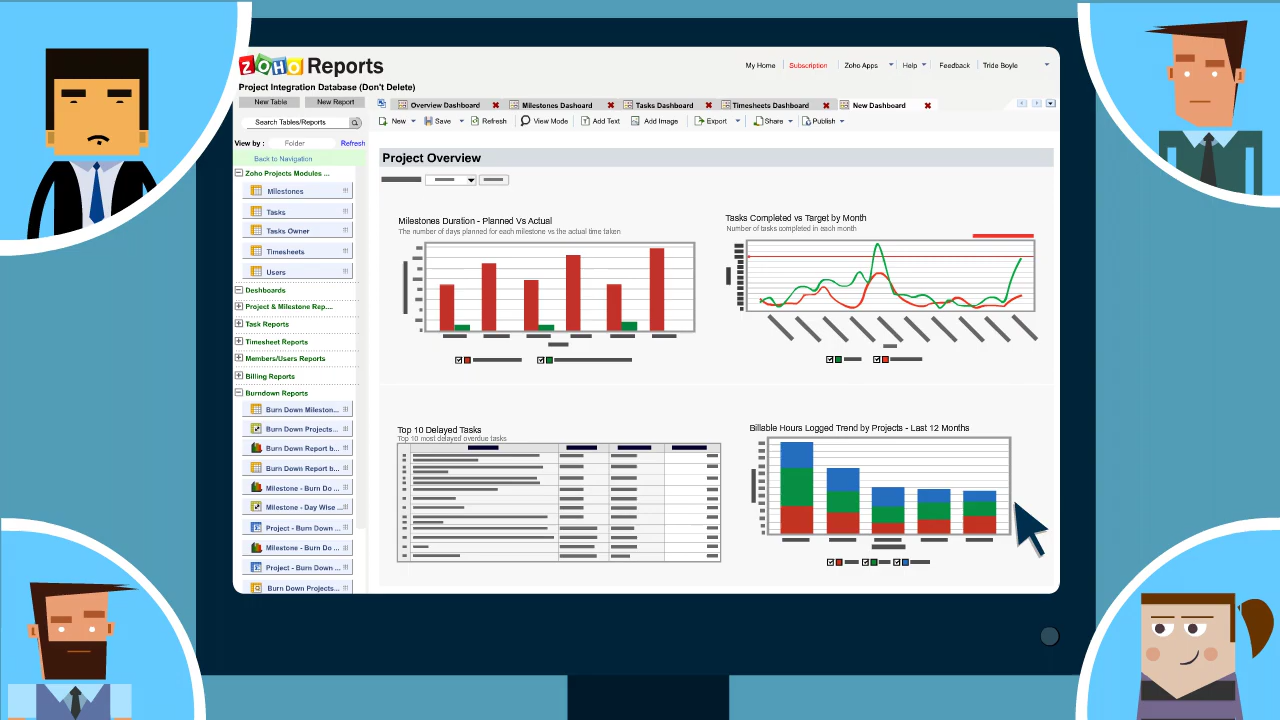 ZOHO Reports
My Home Subscription Zoho Apps Help Feedback Tride Boyle
Project Integration Database (Don't Delete)
New Table New Report
Overview Dashboard Milestones Dashoard Tasks Dashboard Timesheets Dashboard New Dashboard
Search Tables/Reports
New Save Refresh View Mode Add Text Add Image Export Share Publish
View by : Folder Refresh
Back to Navigation
Zoho Projects Modules ...
Milestones
Tasks
Tasks Owner
Timesheets
Users
Dashboards
Project & Milestone Rep....
Task Reports
Timesheet Reports
Members/Users Reports
Billing Reports
Burndown Reports
Burn Down Mileston...
Burn Down Projects...
Burn Down Report b...
Burn Down Report b...
Milestone - Burn Do ...
Milestone - Day Wise ...
Project - Burn Down ...
Milestone - Burn Do ...
Project - Burn Down ...
Burn Down Projects...
Project Overview
Milestones Duration - Planned Vs Actual
The number of days planned for each milestone vs the actual time taken
Tasks Completed vs Target by Month
Number of tasks completed in each month
Top 10 Delayed Tasks
Top 10 most delayed overdue tasks
Billable Hours Logged Trend by Projects - Last 12 Months